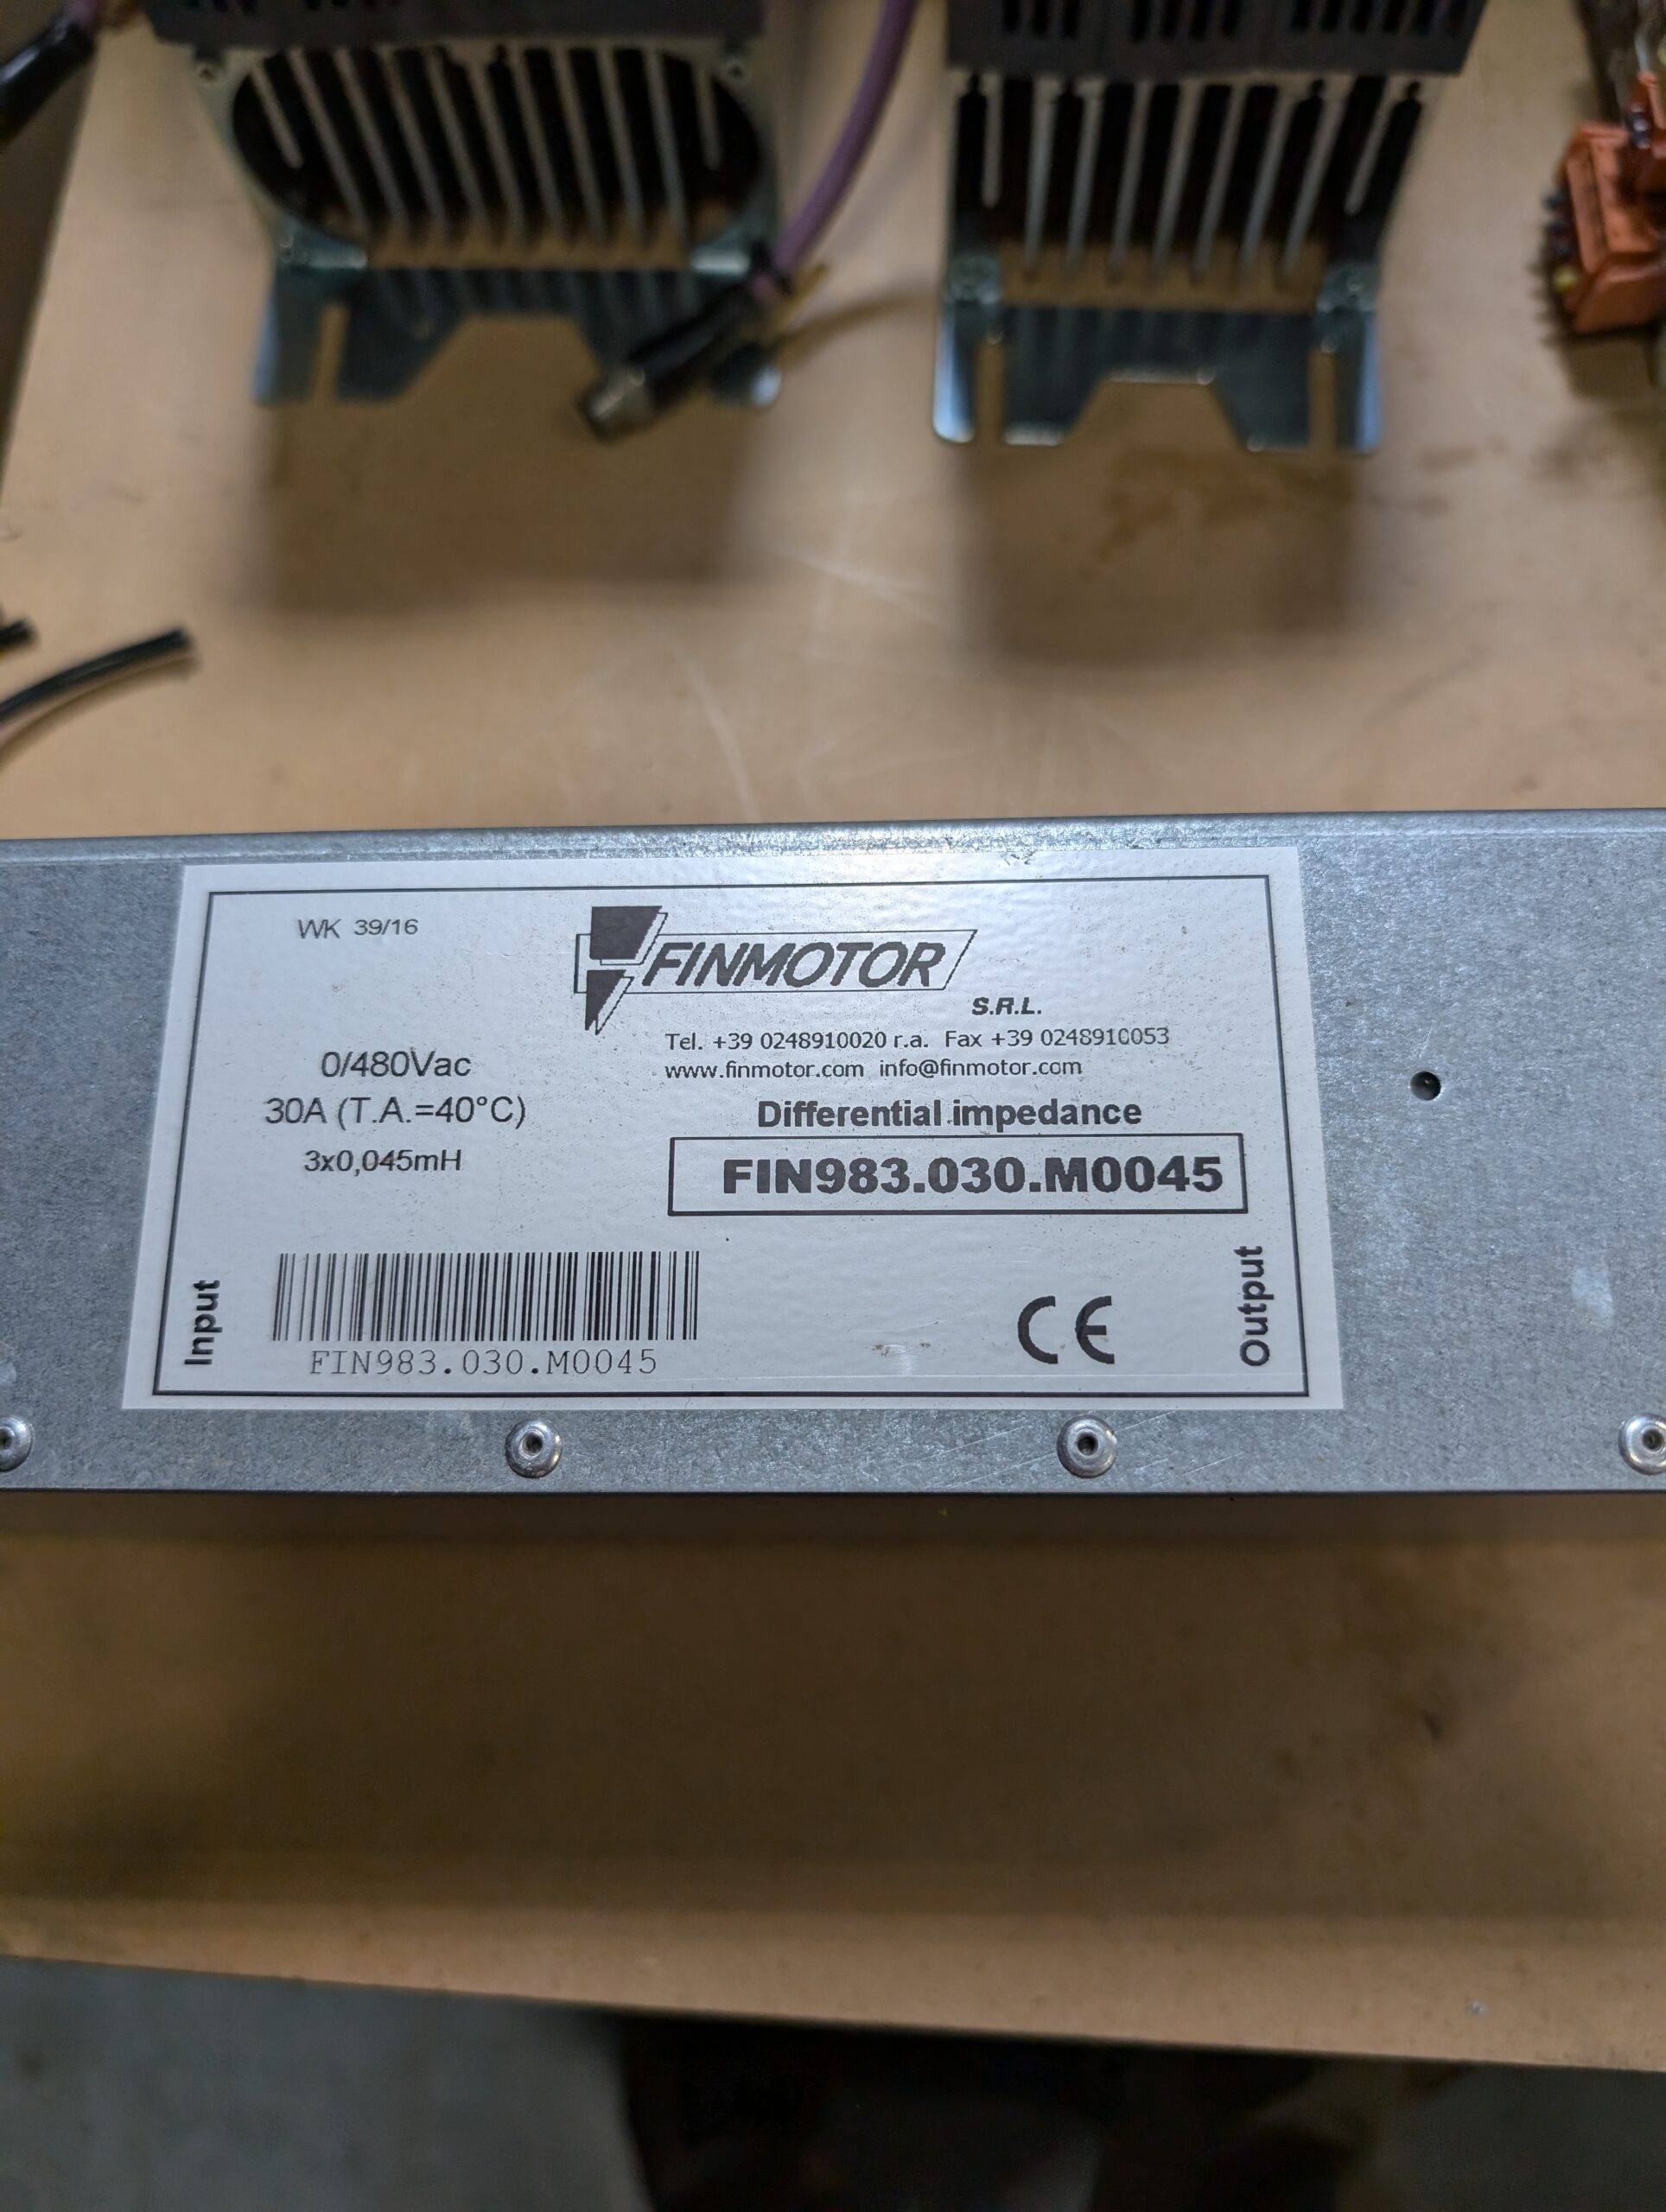 WK 39/16
FINMOTOR
S.R.L.
Tel. +39 0248910020 r.a. Fax +39 0248910053
www.finmotor.com info@finmotor.com
0/480Vac
30A (T.A.=40°C)
3x0,045mH
Differential impedance
FIN983.030.M0045
Input
FIN983.030.M0045
CE
Output